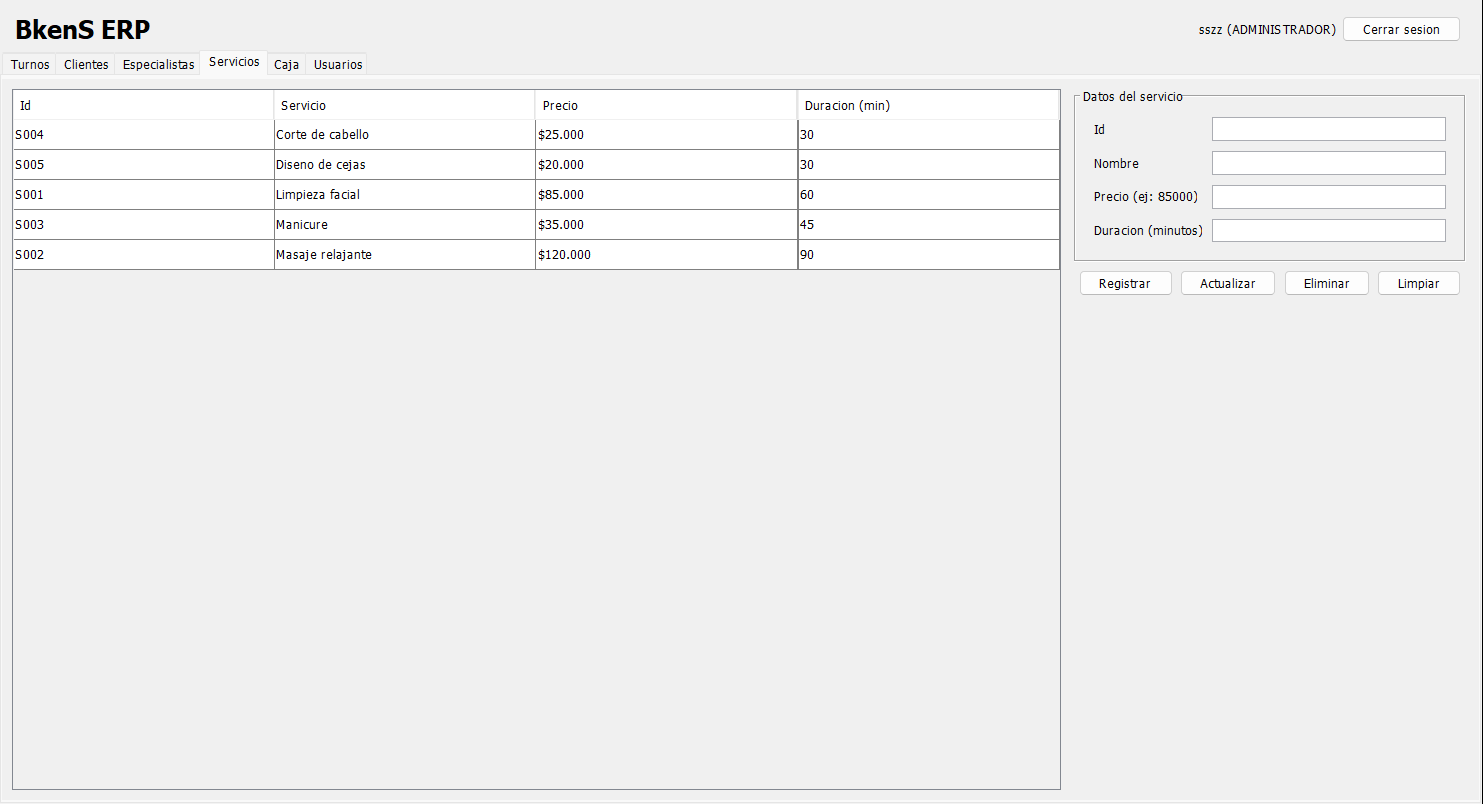 BkenS ERP
sszz (ADMINISTRADOR) Cerrar sesion
Turnos Clientes Especialistas Servicios Caja Usuarios
Id Servicio Precio Duracion (min)
S004 Corte de cabello $25.000 30
S005 Diseno de cejas $20.000 30
S001 Limpieza facial $85.000 60
S003 Manicure $35.000 45
S002 Masaje relajante $120.000 90
Datos del servicio
Id
Nombre
Precio (ej: 85000)
Duracion (minutos)
Registrar Actualizar Eliminar Limpiar